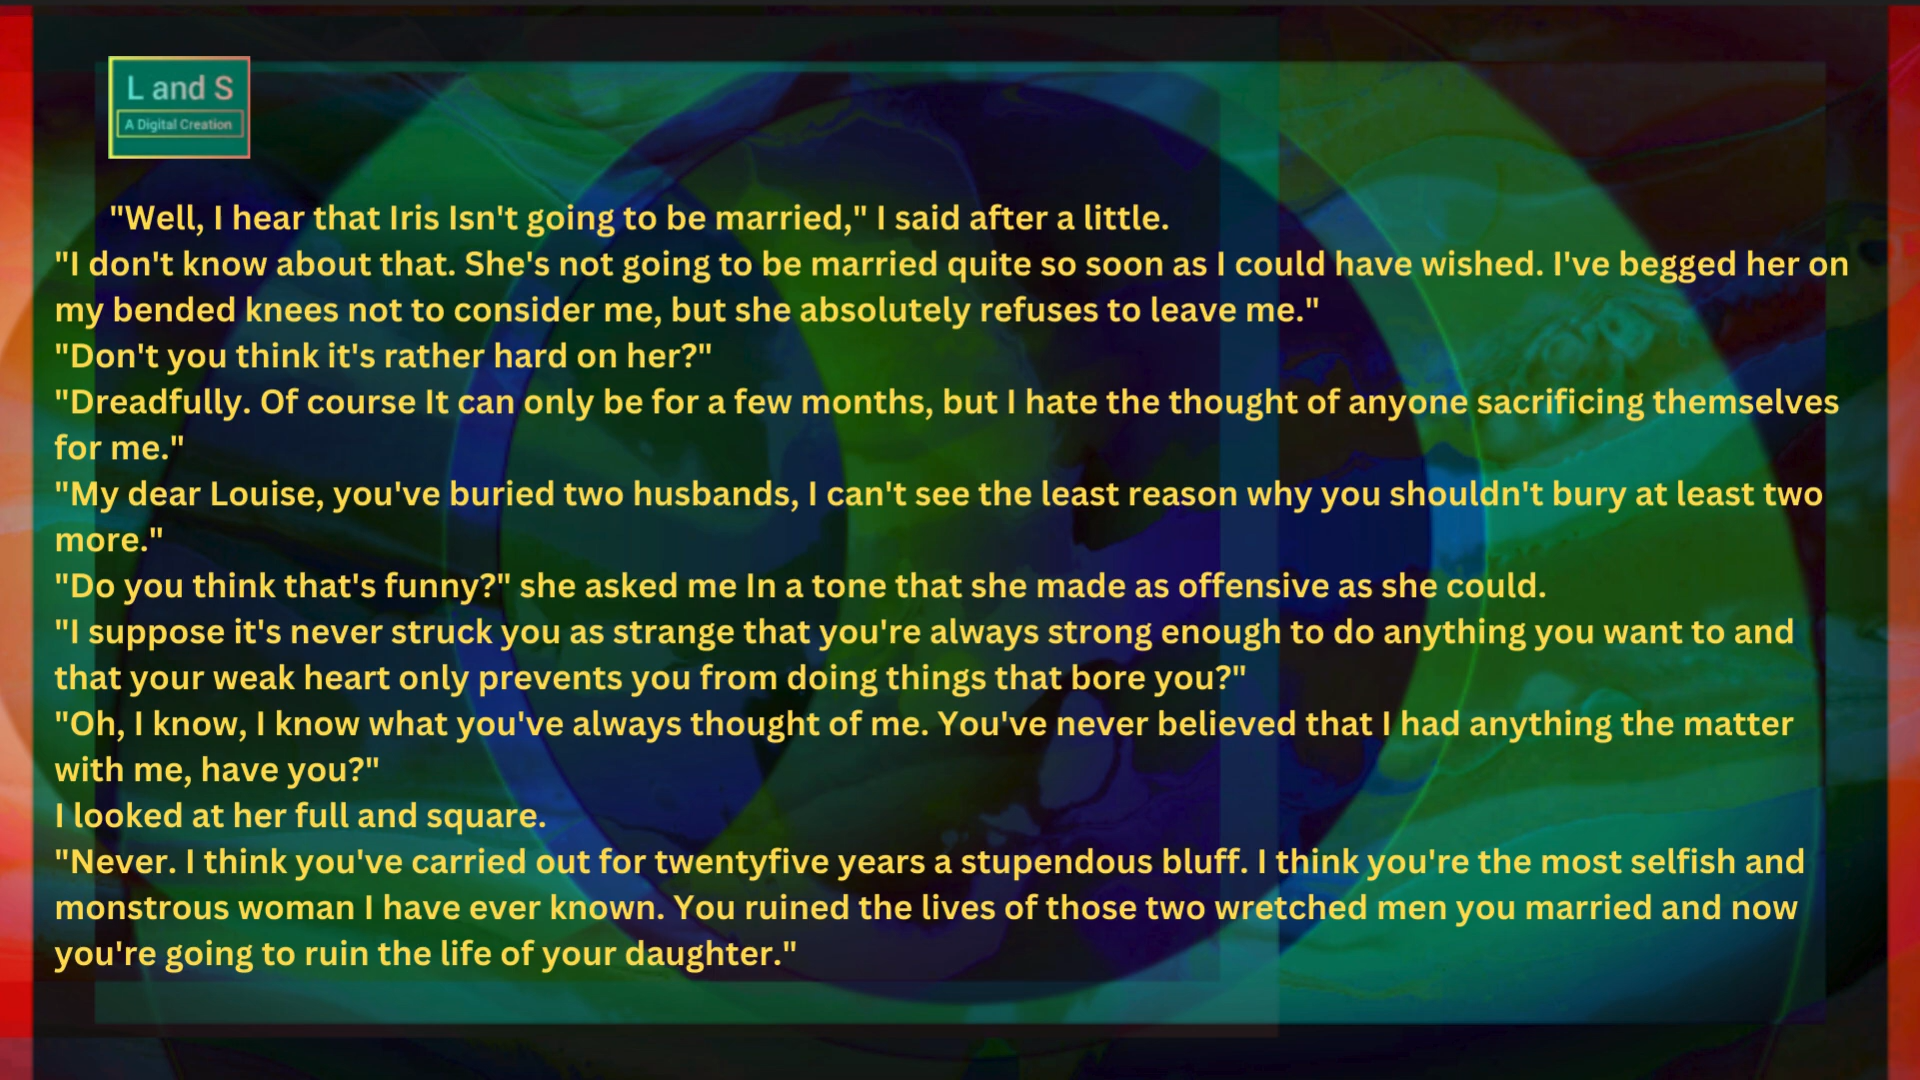 L and S
A Digital Creation
"Well, I hear that Iris Isn't going to be married," I said after a little.
"I don't know about that. She's not going to be married quite so soon as I could have wished. I've begged her on
my bended knees not to consider me, but she absolutely refuses to leave me."
"Don't you think it's rather hard on her?"
"Dreadfully. Of course It can only be for a few months, but I hate the thought of anyone sacrificing themselves
for me."
"My dear Louise, you've buried two husbands, I can't see the least reason why you shouldn't bury at least two
more."
"Do you think that's funny?" she asked me In a tone that she made as offensive as she could.
"I suppose it's never struck you as strange that you're always strong enough to do anything you want to and
that your weak heart only prevents you from doing things that bore you?"
"Oh, I know, I know what you've always thought of me. You've never believed that I had anything the matter
with me, have you?"
I looked at her full and square.
"Never. I think you've carried out for twentyfive years a stupendous bluff. I think you're the most selfish and
monstrous woman I have ever known. You ruined the lives of those two wretched men you married and now
you're going to ruin the life of your daughter."